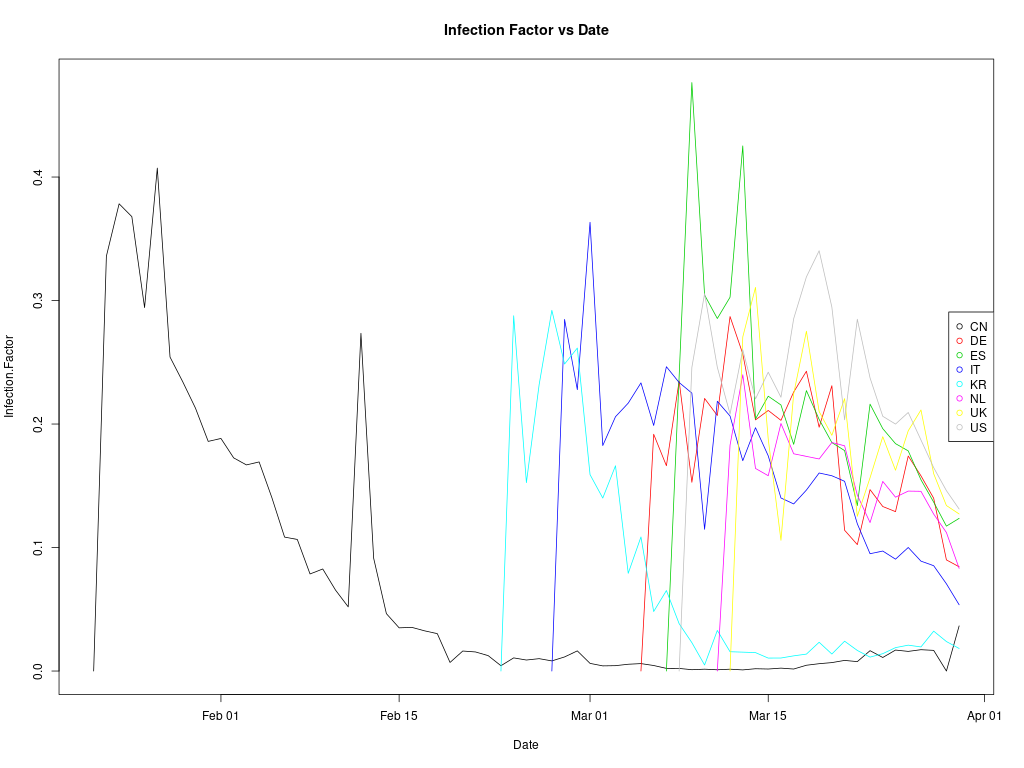 Infection Factor vs Date
Infection.Factor
0.4
0.3
0.2
0.1
0.0
CN
DE
ES
IT
KR
NL
UK
US
Feb 01
Feb 15
Mar 01
Mar 15
Apr 01
Date